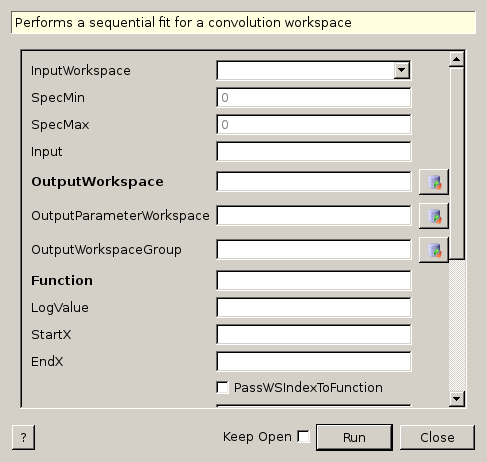 Performs a sequential fit for a convolution workspace
InputWorkspace
SpecMin 0
SpecMax 0
Input
OutputWorkspace
OutputParameterWorkspace
OutputWorkspaceGroup
Function
LogValue
StartX
EndX
PassWSIndexToFunction
? Keep Open Run Close